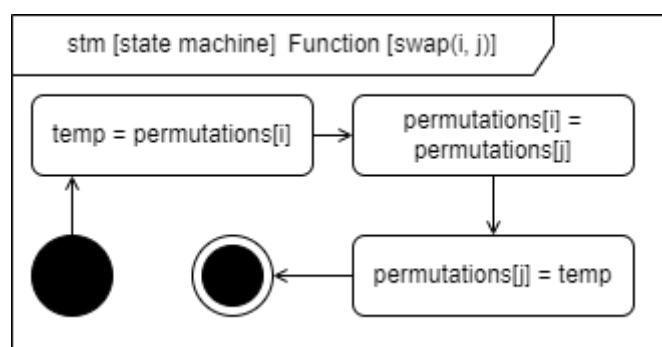 stm [state machine]  Function [swap(i, j)]
temp = permutations[i]
permutations[i] =
permutations[j]
permutations[j] = temp